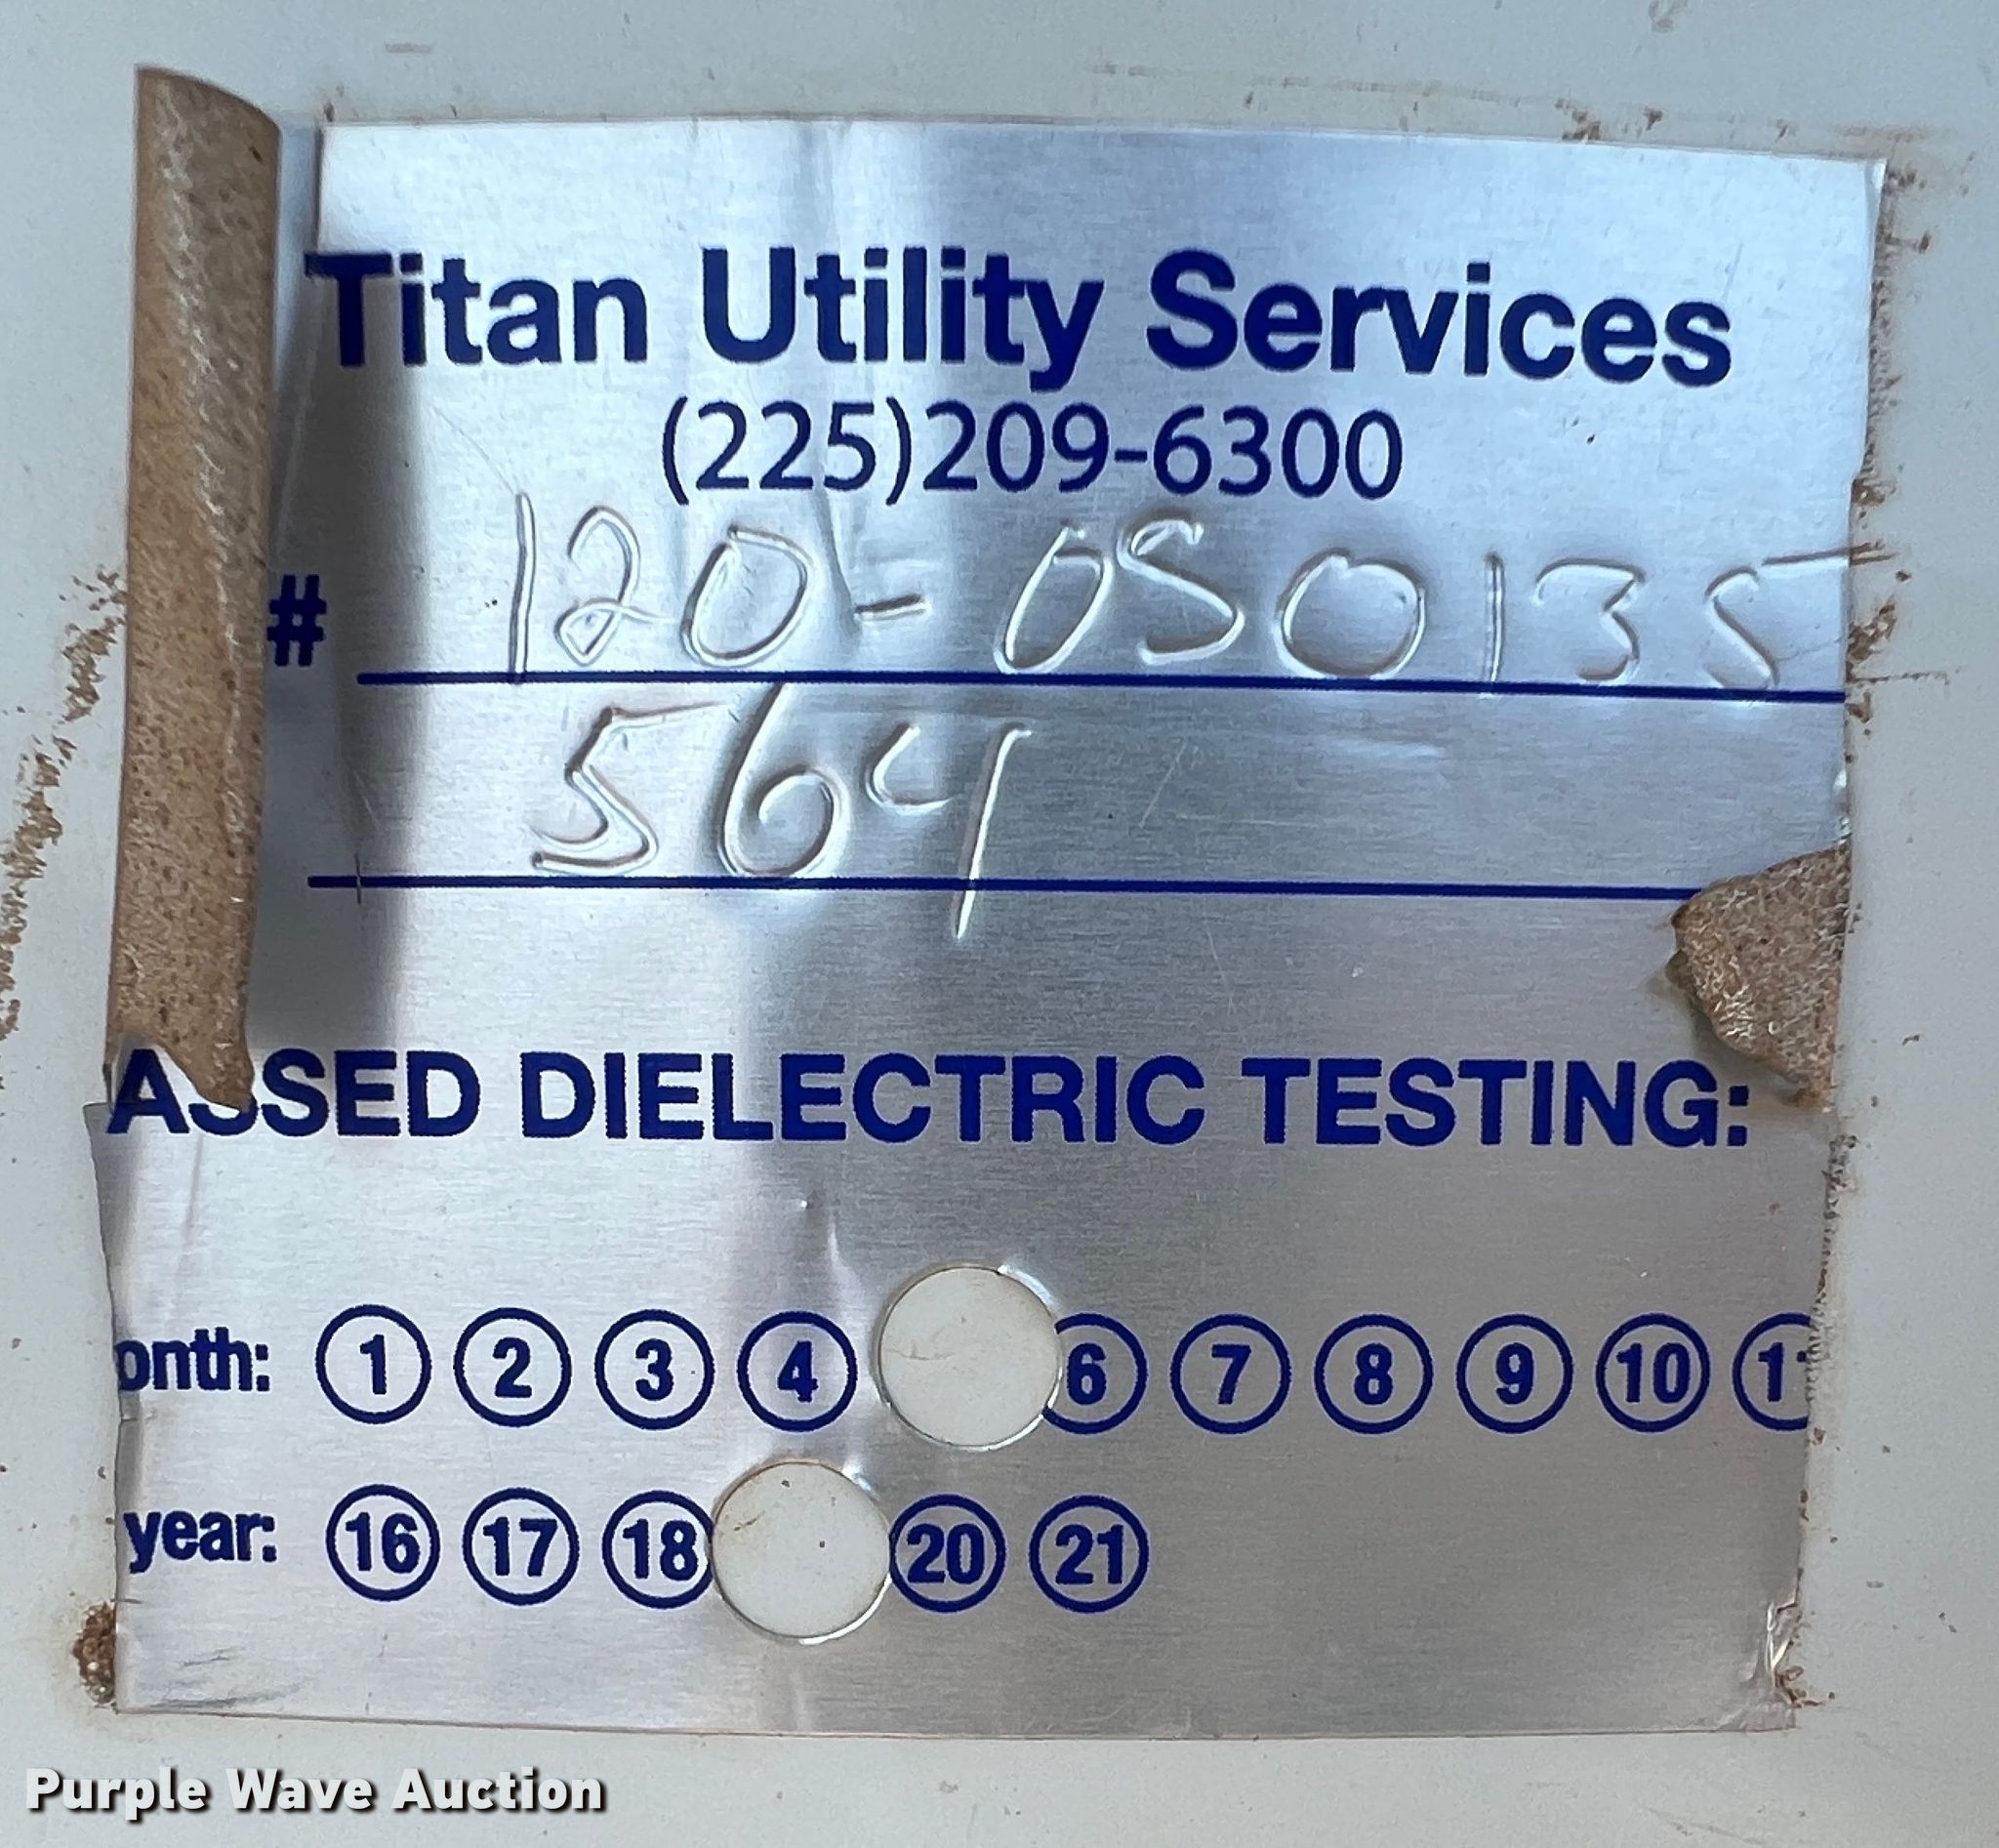 Titan Utility Services
(225)209-6300
# 120-050135
564
ASSED DIELECTRIC TESTING:
onth: 1 2 3 4 6 7 8 9 10 11
year: 16 17 18 20 21
Purple Wave Auction